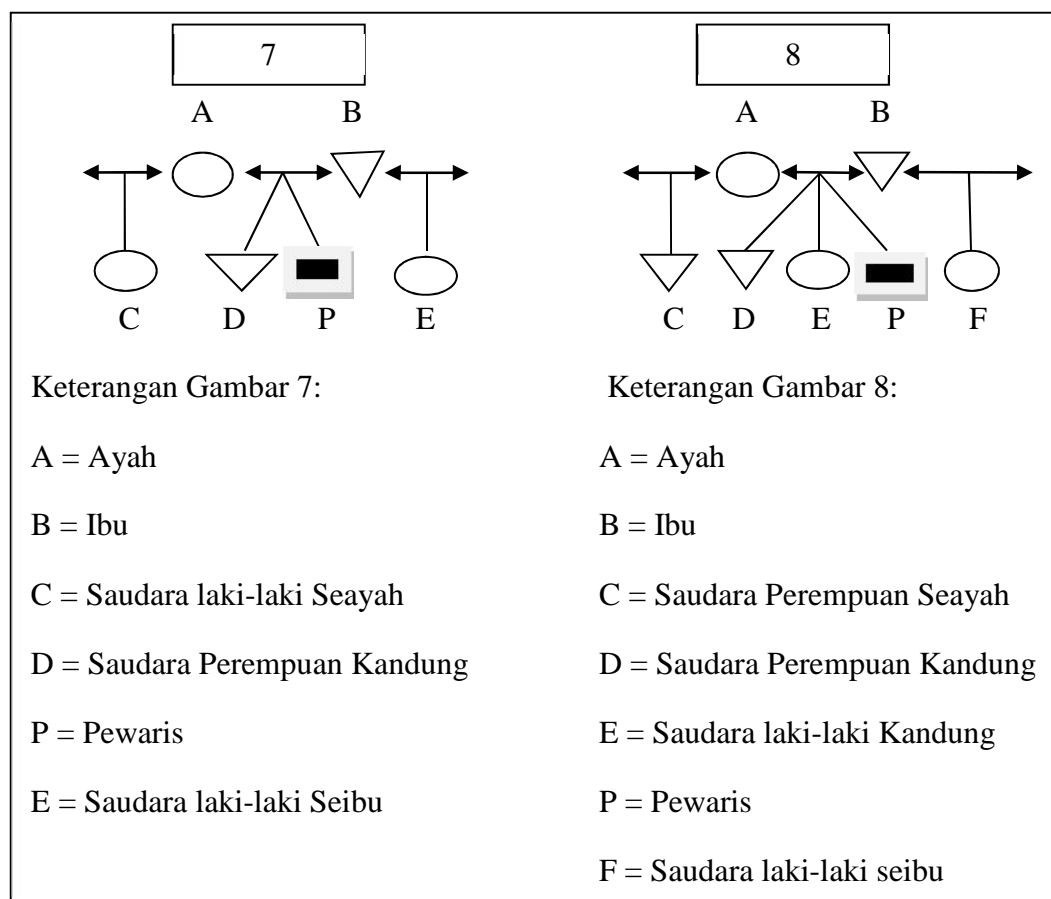 7
A B
C D P E
Keterangan Gambar 7:
A = Ayah
B = Ibu
C = Saudara laki-laki Seayah
D = Saudara Perempuan Kandung
P = Pewaris
E = Saudara laki-laki Seibu
8
A B
C D E P F
Keterangan Gambar 8:
A = Ayah
B = Ibu
C = Saudara Perempuan Seayah
D = Saudara Perempuan Kandung
E = Saudara laki-laki Kandung
P = Pewaris
F = Saudara laki-laki seibu